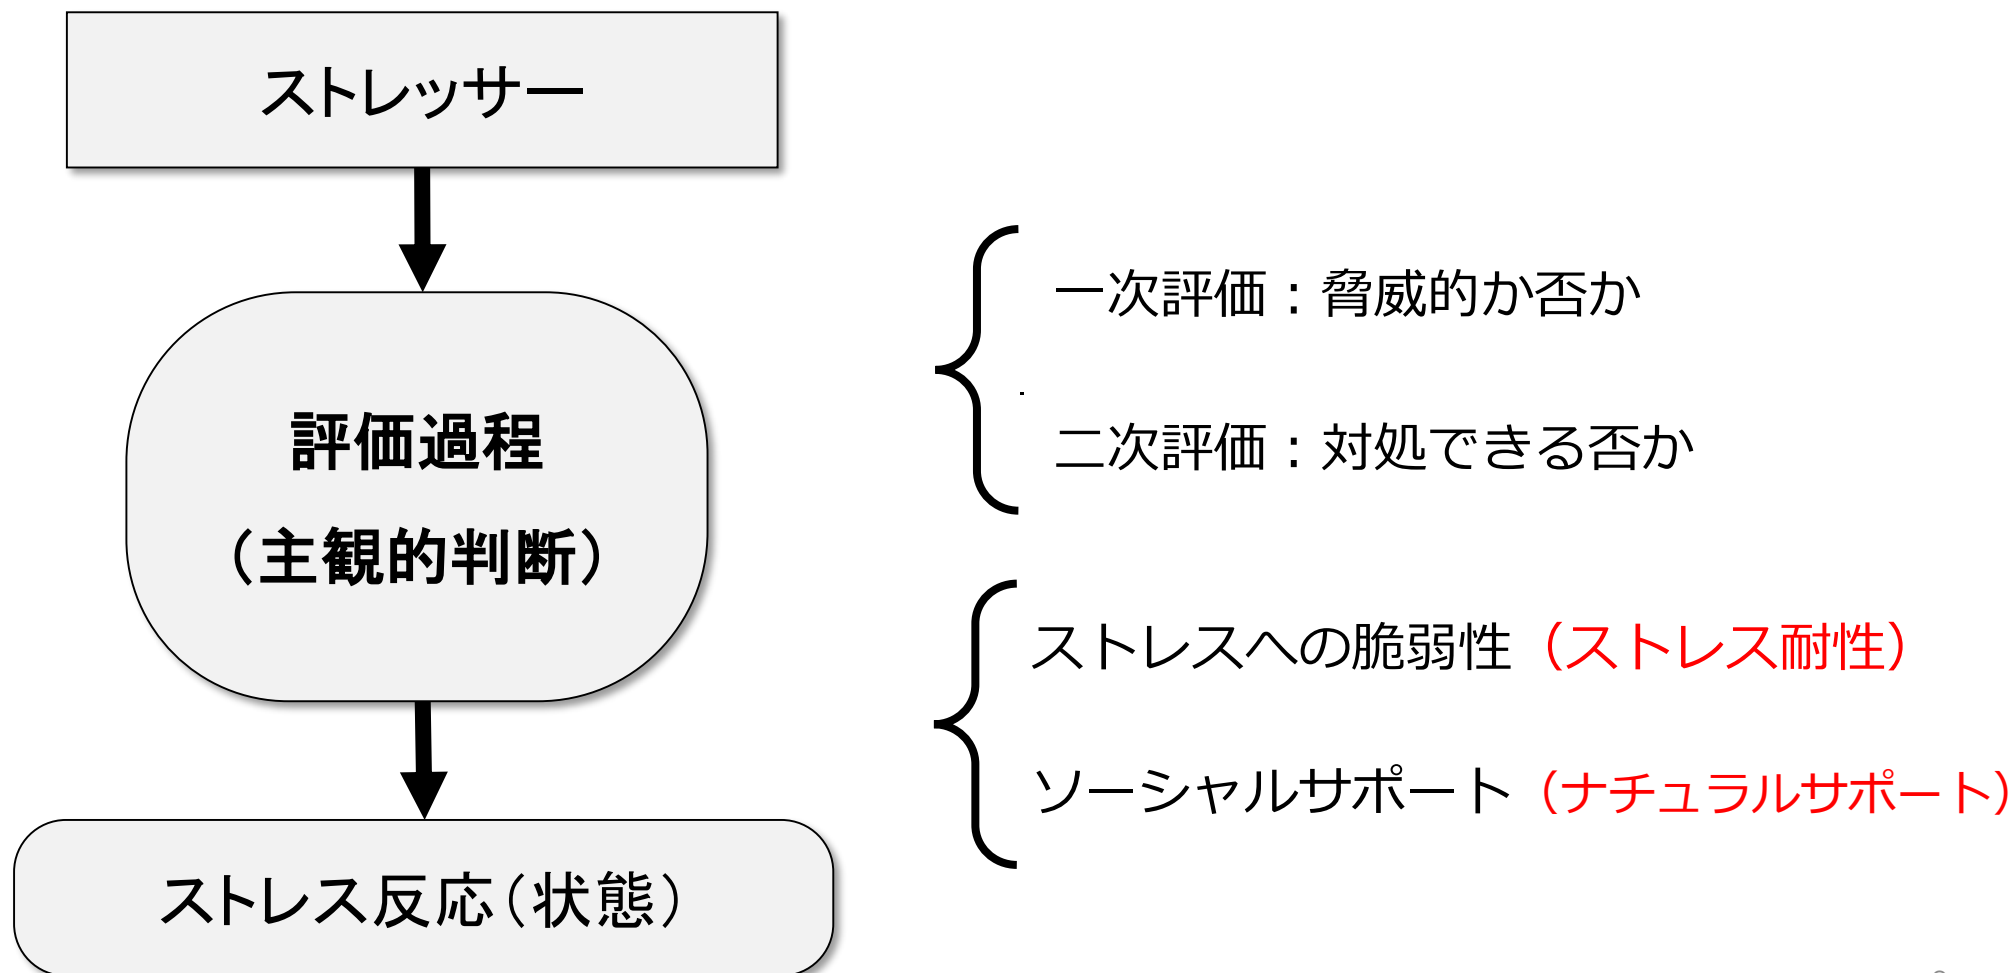 ストレッサー
評価過程
（主観的判断）
ストレス反応（状態）
一次評価：脅威的か否か
二次評価：対処できる否か
ストレスへの脆弱性（ストレス耐性）
ソーシャルサポート（ナチュラルサポート）